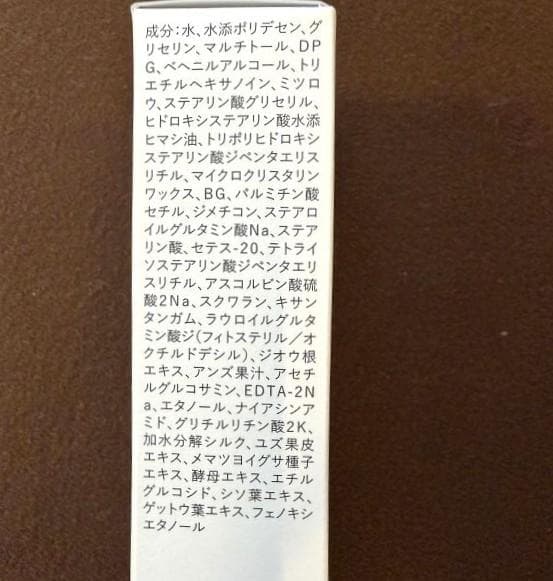 成分：水、水添ポリデセン、グ
リセリン、マルチトール、DP
G、ベヘニルアルコール、トリ
エチルヘキサノイン、ミツロ
ウ、ステアリン酸グリセリル、
ヒドロキシステアリン酸水添
ヒマシ油、トリポリヒドロキシ
ステアリン酸ジペンタエリス
リチル、マイクロクリスタリン
ワックス、BG、パルミチン酸
セチル、ジメチコン、ステアロ
イルグルタミン酸Na、ステア
リン酸、セテス-20、テトライ
ソステアリン酸ジペンタエリ
スリチル、アスコルビン酸硫
酸2Na、スクワラン、キサン
タンガム、ラウロイルグルタ
ミン酸ジ(フィトステリル／オ
クチルドデシル)、ジオウ根
エキス、アンズ果汁、アセチ
ルグルコサミン、EDTA-2N
a、エタノール、ナイアシンア
ミド、グリチルリチン酸2K、
加水分解シルク、ユズ果皮
エキス、メマツヨイグサ種子
エキス、酵母エキス、エチル
グルコシド、シソ葉エキス、
ゲットウ葉エキス、フェノキシ
エタノール